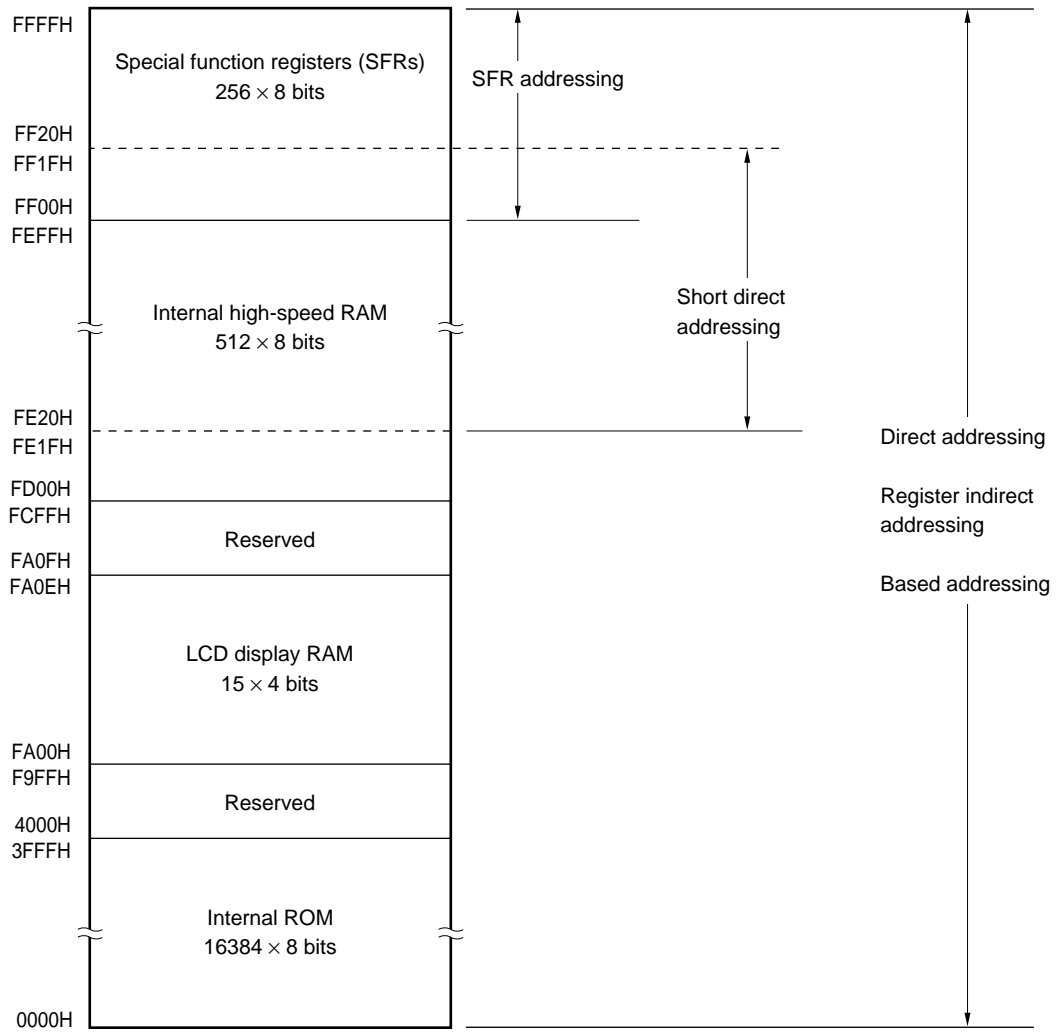 FFFFH
Special function registers (SFRs)
256 × 8 bits
SFR addressing
FF20H
FF1FH
FF00H
FEFFH
Internal high-speed RAM
512 × 8 bits
Short direct
addressing
FE20H
FE1FH
Direct addressing
FD00H
FCFFH
Register indirect
addressing
Reserved
FA0FH
FA0EH
Based addressing
LCD display RAM
15 × 4 bits
FA00H
F9FFH
Reserved
4000H
3FFFH
Internal ROM
16384 × 8 bits
0000H